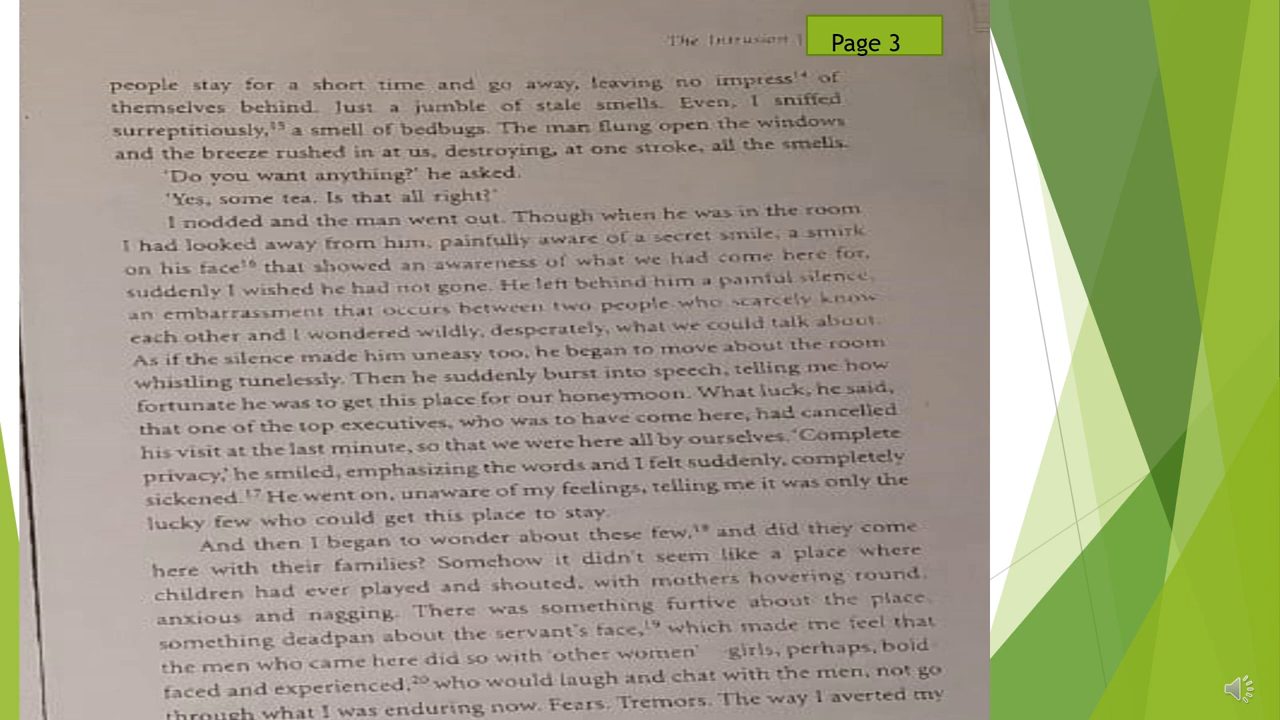 The Intrusion
Page 3
people stay for a short time and go away, leaving no impress¹⁴ of
themselves behind. Just a jumble of stale smells. Even, I sniffed
surreptitiously,¹⁵ a smell of bedbugs. The man flung open the windows
and the breeze rushed in at us, destroying, at one stroke, all the smells.
'Do you want anything?' he asked.
'Yes, some tea. Is that all right?'
I nodded and the man went out. Though when he was in the room
I had looked away from him, painfully aware of a secret smile, a smirk
on his face¹⁶ that showed an awareness of what we had come here for,
suddenly I wished he had not gone. He left behind him a painful silence,
an embarrassment that occurs between two people who scarcely know
each other and I wondered wildly, desperately, what we could talk about.
As if the silence made him uneasy too, he began to move about the room
whistling tunelessly. Then he suddenly burst into speech, telling me how
fortunate he was to get this place for our honeymoon. What luck, he said,
that one of the top executives, who was to have come here, had cancelled
his visit at the last minute, so that we were here all by ourselves. 'Complete
privacy,' he smiled, emphasizing the words and I felt suddenly, completely
sickened.¹⁷ He went on, unaware of my feelings, telling me it was only the
lucky few who could get this place to stay.
And then I began to wonder about these few,¹⁸ and did they come
here with their families? Somehow it didn't seem like a place where
children had ever played and shouted, with mothers hovering round,
anxious and nagging. There was something furtive about the place,
something deadpan about the servant's face,¹⁹ which made me feel that
the men who came here did so with 'other women' girls, perhaps, bold
faced and experienced,²⁰ who would laugh and chat with the men, not go
through what I was enduring now. Fears. Tremors. The way I averted my